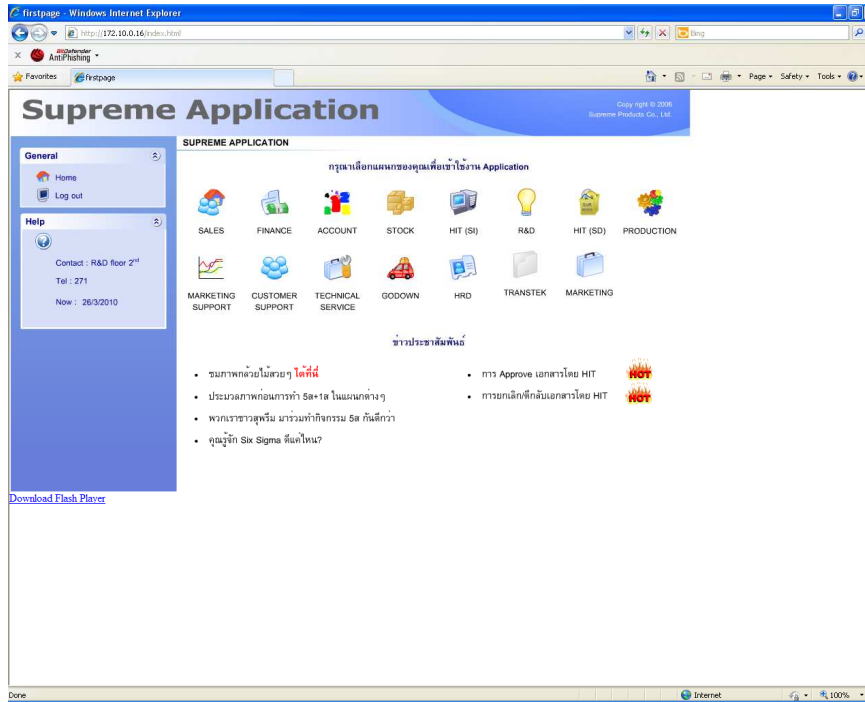 firstpage - Windows Internet Explorer
http://172.10.0.16/index.html
Bing
BitDefender
AntiPhishing
Favorites
firstpage
Page
Safety
Tools
Supreme Application
Copy right © 2006
Supreme Products Co., Ltd.
General
Home
Log out
Help
Contact : R&D floor 2nd
Tel : 271
Now : 26/3/2010
SUPREME APPLICATION
กรุณาเลือกแผนกของคุณเพื่อเข้าใช้งาน Application
SALES
FINANCE
ACCOUNT
STOCK
HIT (SI)
R&D
HIT (SD)
PRODUCTION
MARKETING SUPPORT
CUSTOMER SUPPORT
TECHNICAL SERVICE
GODOWN
HRD
TRANSTEK
MARKETING
ข่าวประชาสัมพันธ์
• ชมภาพกล้วยไม้สวยๆ ได้ที่นี่
• ประมวลภาพก่อนการทำ 5ส+1ส ในแผนกต่างๆ
• พวกเราชาวสุพรีม มาร่วมทำกิจกรรม 5ส กันดีกว่า
• คุณรู้จัก Six Sigma ดีแค่ไหน?
• การ Approve เอกสารโดย HIT HOT
• การยกเลิก/ตีกลับเอกสารโดย HIT HOT
Download Flash Player
Done
Internet
100%